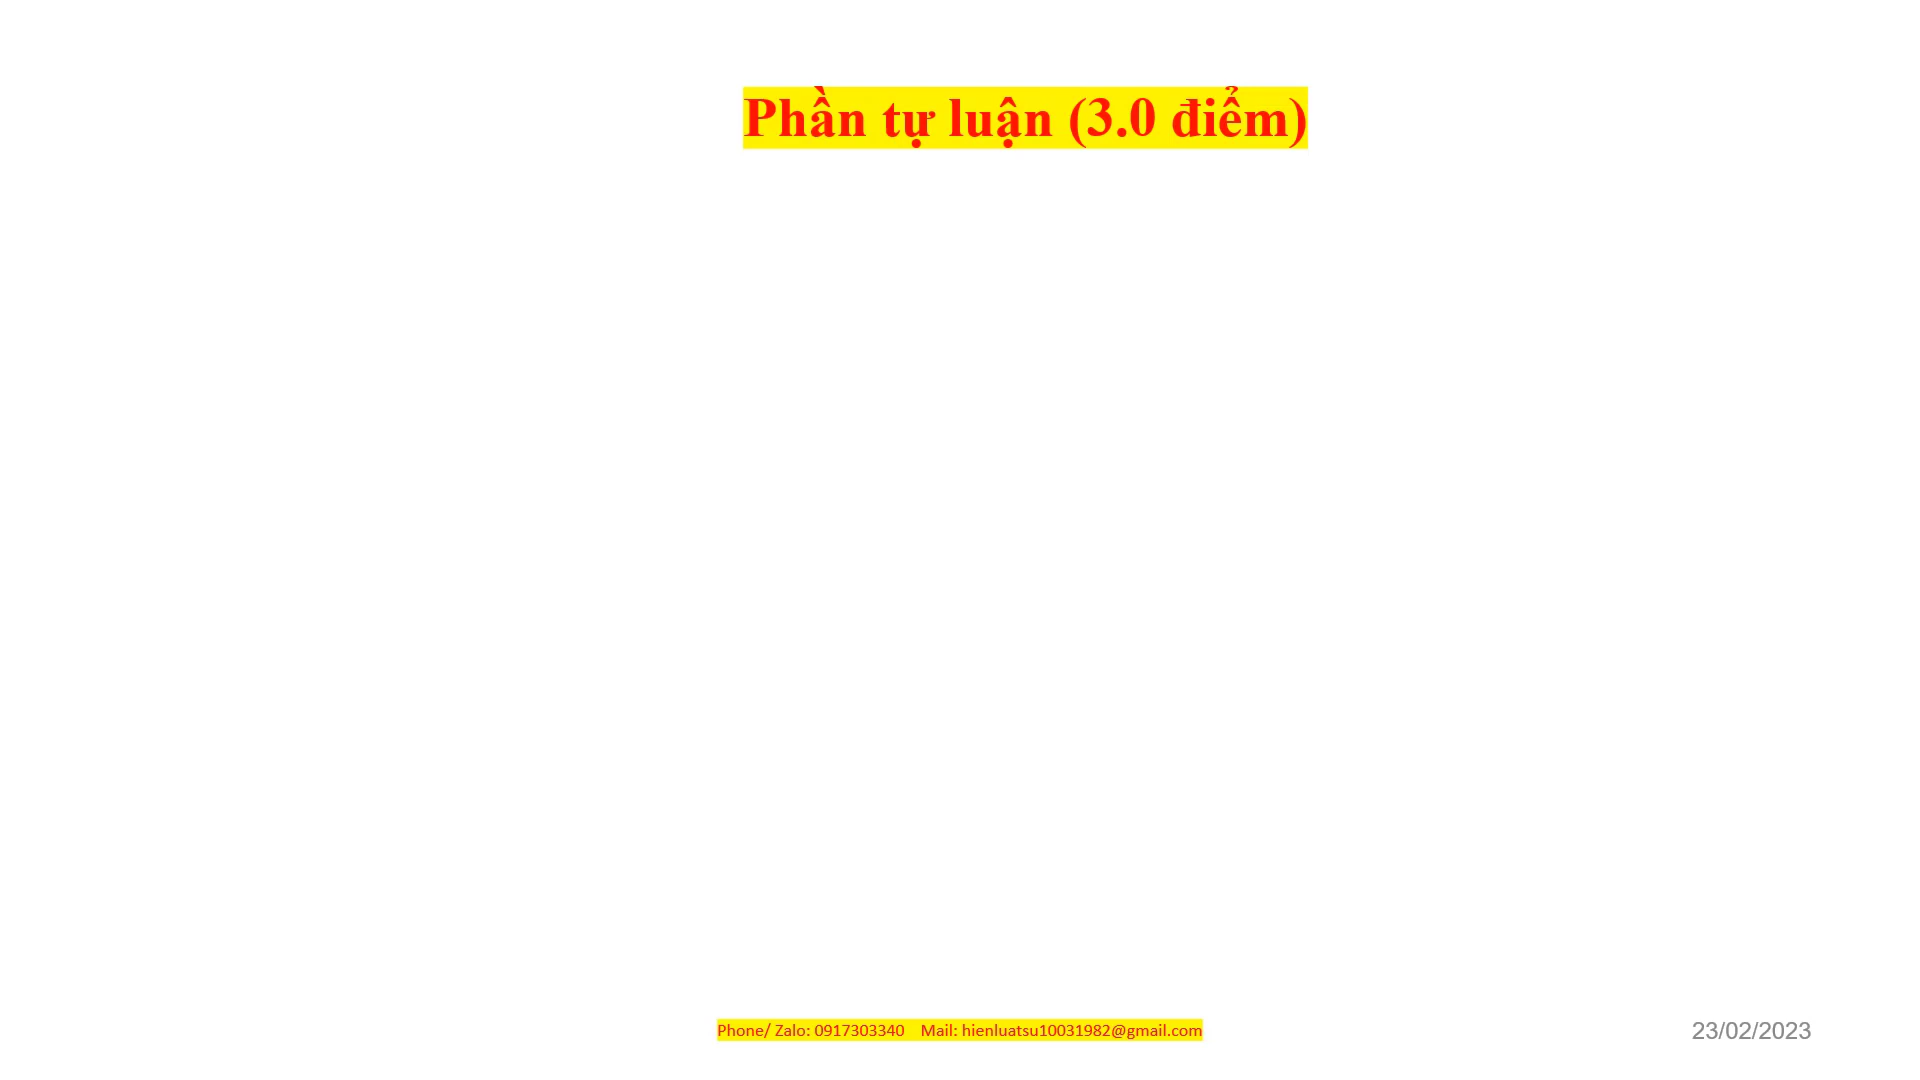 Phần tự luận (3.0 điểm)
Phone/ Zalo: 0917303340    Mail: hienluatsu10031982@gmail.com
23/02/2023